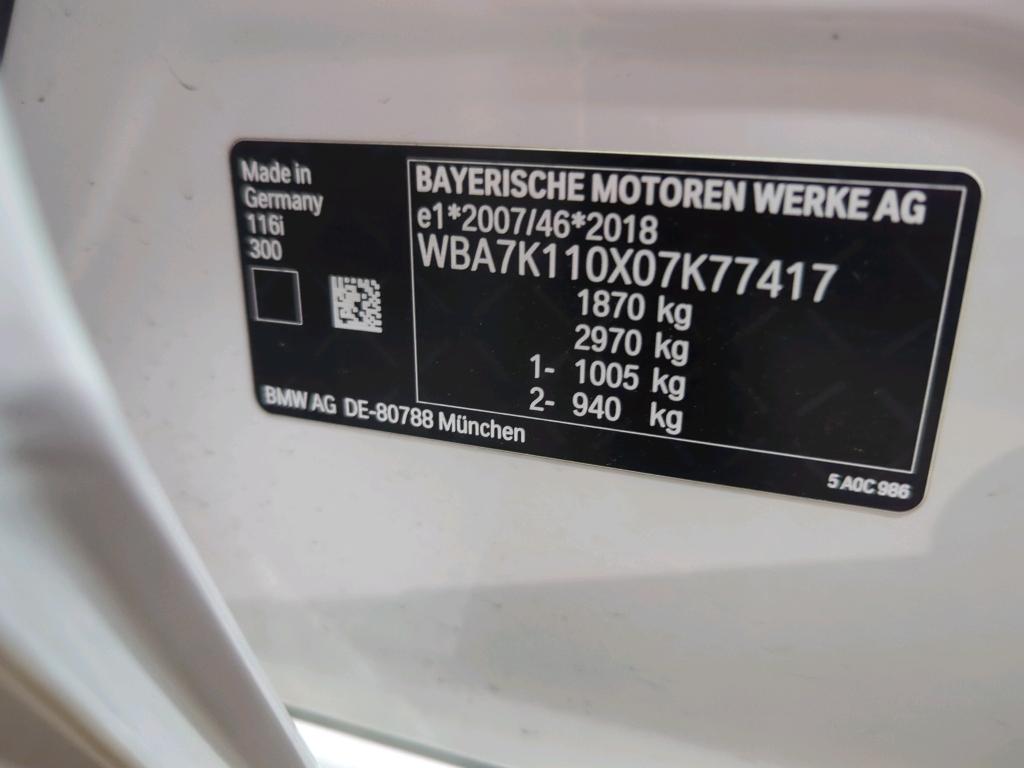 Made in
Germany
116i
300
BMW AG DE-80788 München
BAYERISCHE MOTOREN WERKE AG
e1*2007/46*2018
WBA7K110X07K77417
1870 kg
2970 kg
1- 1005 kg
2- 940 kg
5 A0C 986